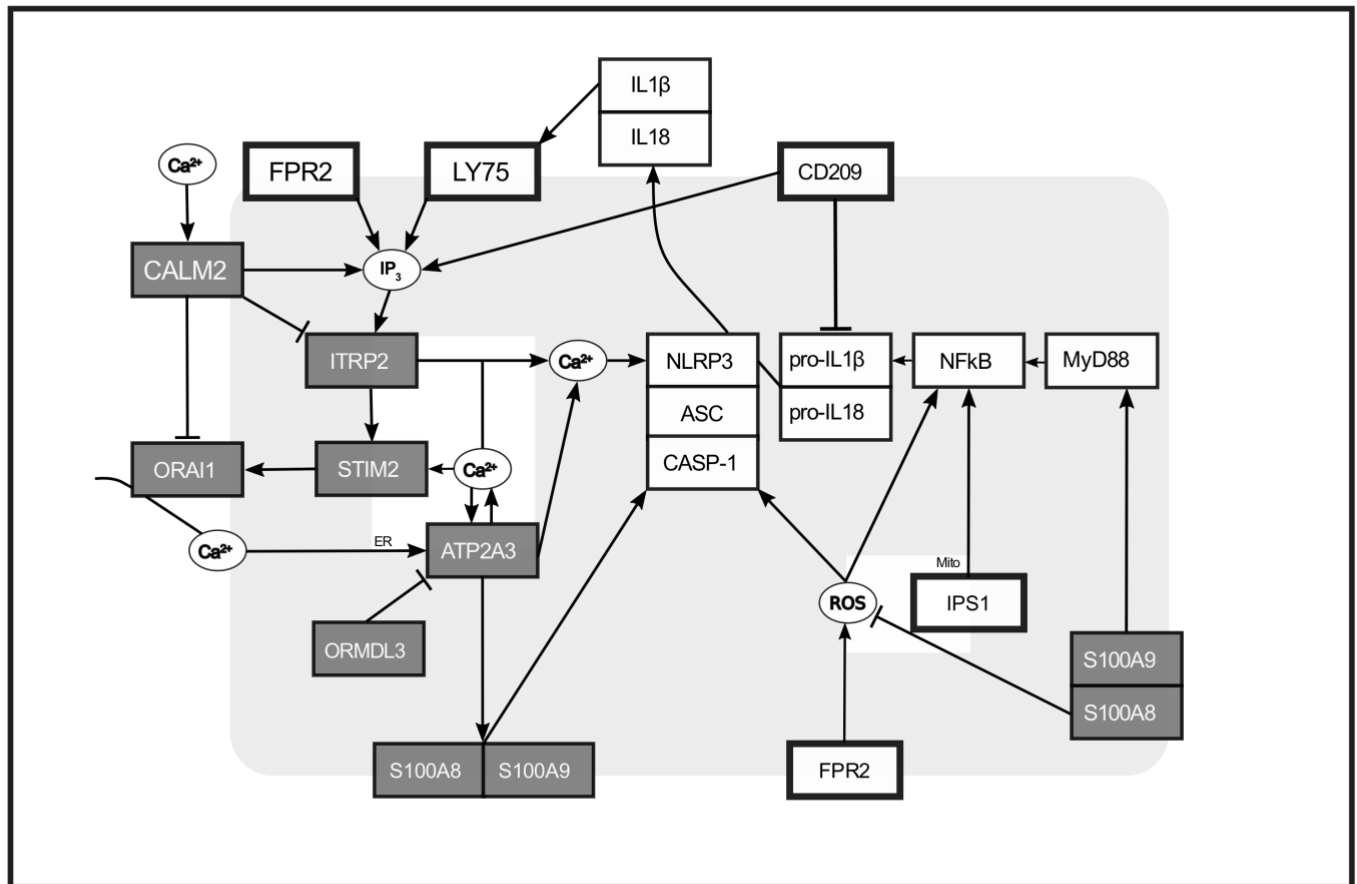 IL1β
IL18
Ca²⁺
FPR2
LY75
CD209
CALM2
IP₃
ITRP2
Ca²⁺
NLRP3
pro-IL1β
NFkB
MyD88
ASC
pro-IL18
ORAI1
STIM2
Ca²⁺
CASP-1
Ca²⁺
ER
ATP2A3
Mito
ROS
IPS1
ORMDL3
S100A9
S100A8
S100A8
S100A9
FPR2